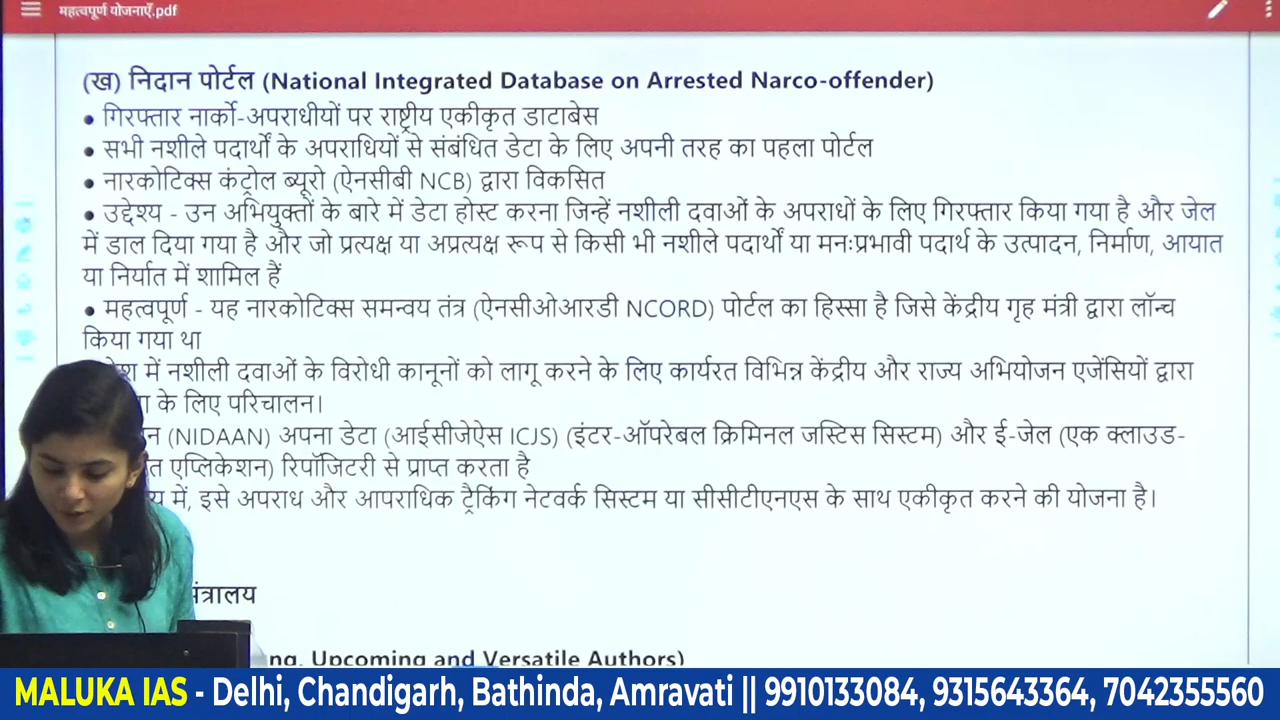 महत्वपूर्ण योजनाएँ.pdf
(ख) निदान पोर्टल (National Integrated Database on Arrested Narco-offender)
• गिरफ्तार नार्को-अपराधीयों पर राष्ट्रीय एकीकृत डाटाबेस
• सभी नशीले पदार्थों के अपराधियों से संबंधित डेटा के लिए अपनी तरह का पहला पोर्टल
• नारकोटिक्स कंट्रोल ब्यूरो (ऐनसीबी NCB) द्वारा विकसित
• उद्देश्य - उन अभियुक्तों के बारे में डेटा होस्ट करना जिन्हें नशीली दवाओं के अपराधों के लिए गिरफ्तार किया गया है और जेल
में डाल दिया गया है और जो प्रत्यक्ष या अप्रत्यक्ष रूप से किसी भी नशीले पदार्थों या मनःप्रभावी पदार्थ के उत्पादन, निर्माण, आयात
या निर्यात में शामिल हैं
• महत्वपूर्ण - यह नारकोटिक्स समन्वय तंत्र (ऐनसीओआरडी NCORD) पोर्टल का हिस्सा है जिसे केंद्रीय गृह मंत्री द्वारा लॉन्च
किया गया था
में नशीली दवाओं के विरोधी कानूनों को लागू करने के लिए कार्यरत विभिन्न केंद्रीय और राज्य अभियोजन एजेंसियों द्वारा
के लिए परिचालन।
(NIDAAN) अपना डेटा (आईसीजेऐस ICJS) (इंटर-ऑपरेबल क्रिमिनल जस्टिस सिस्टम) और ई-जेल (एक क्लाउड-
एप्लिकेशन) रिपॉजिटरी से प्राप्त करता है
में, इसे अपराध और आपराधिक ट्रैकिंग नेटवर्क सिस्टम या सीसीटीएनएस के साथ एकीकृत करने की योजना है।
मंत्रालय
Upcoming and Versatile Authors)
MALUKA IAS - Delhi, Chandigarh, Bathinda, Amravati || 9910133084, 9315643364, 7042355560